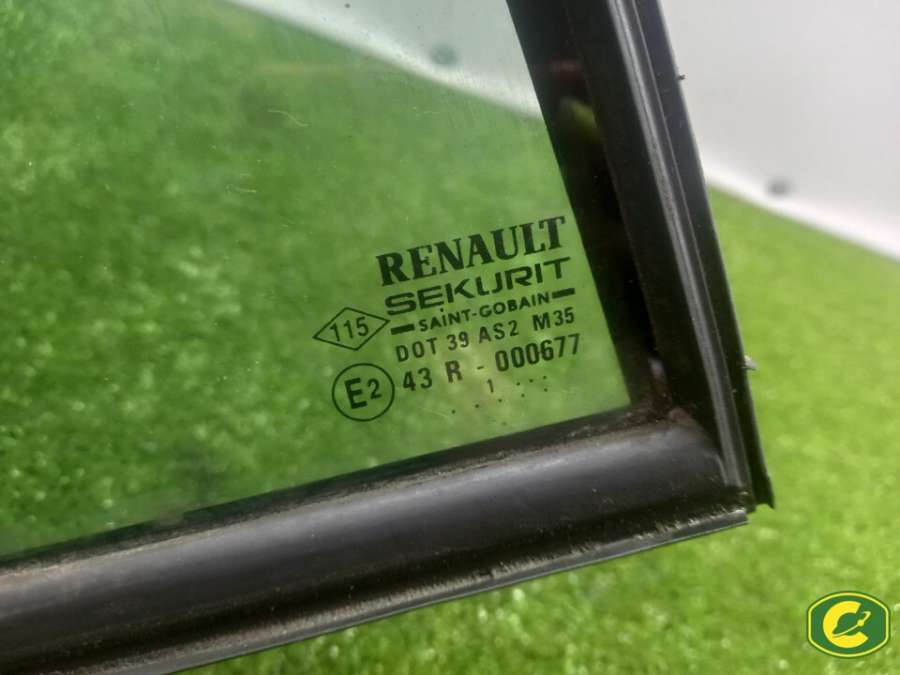 RENAULT
SEKURIT
SAINT-GOBAIN
115
DOT 39 AS2 M35
E2
43 R - 000677
. . 1 . . . .